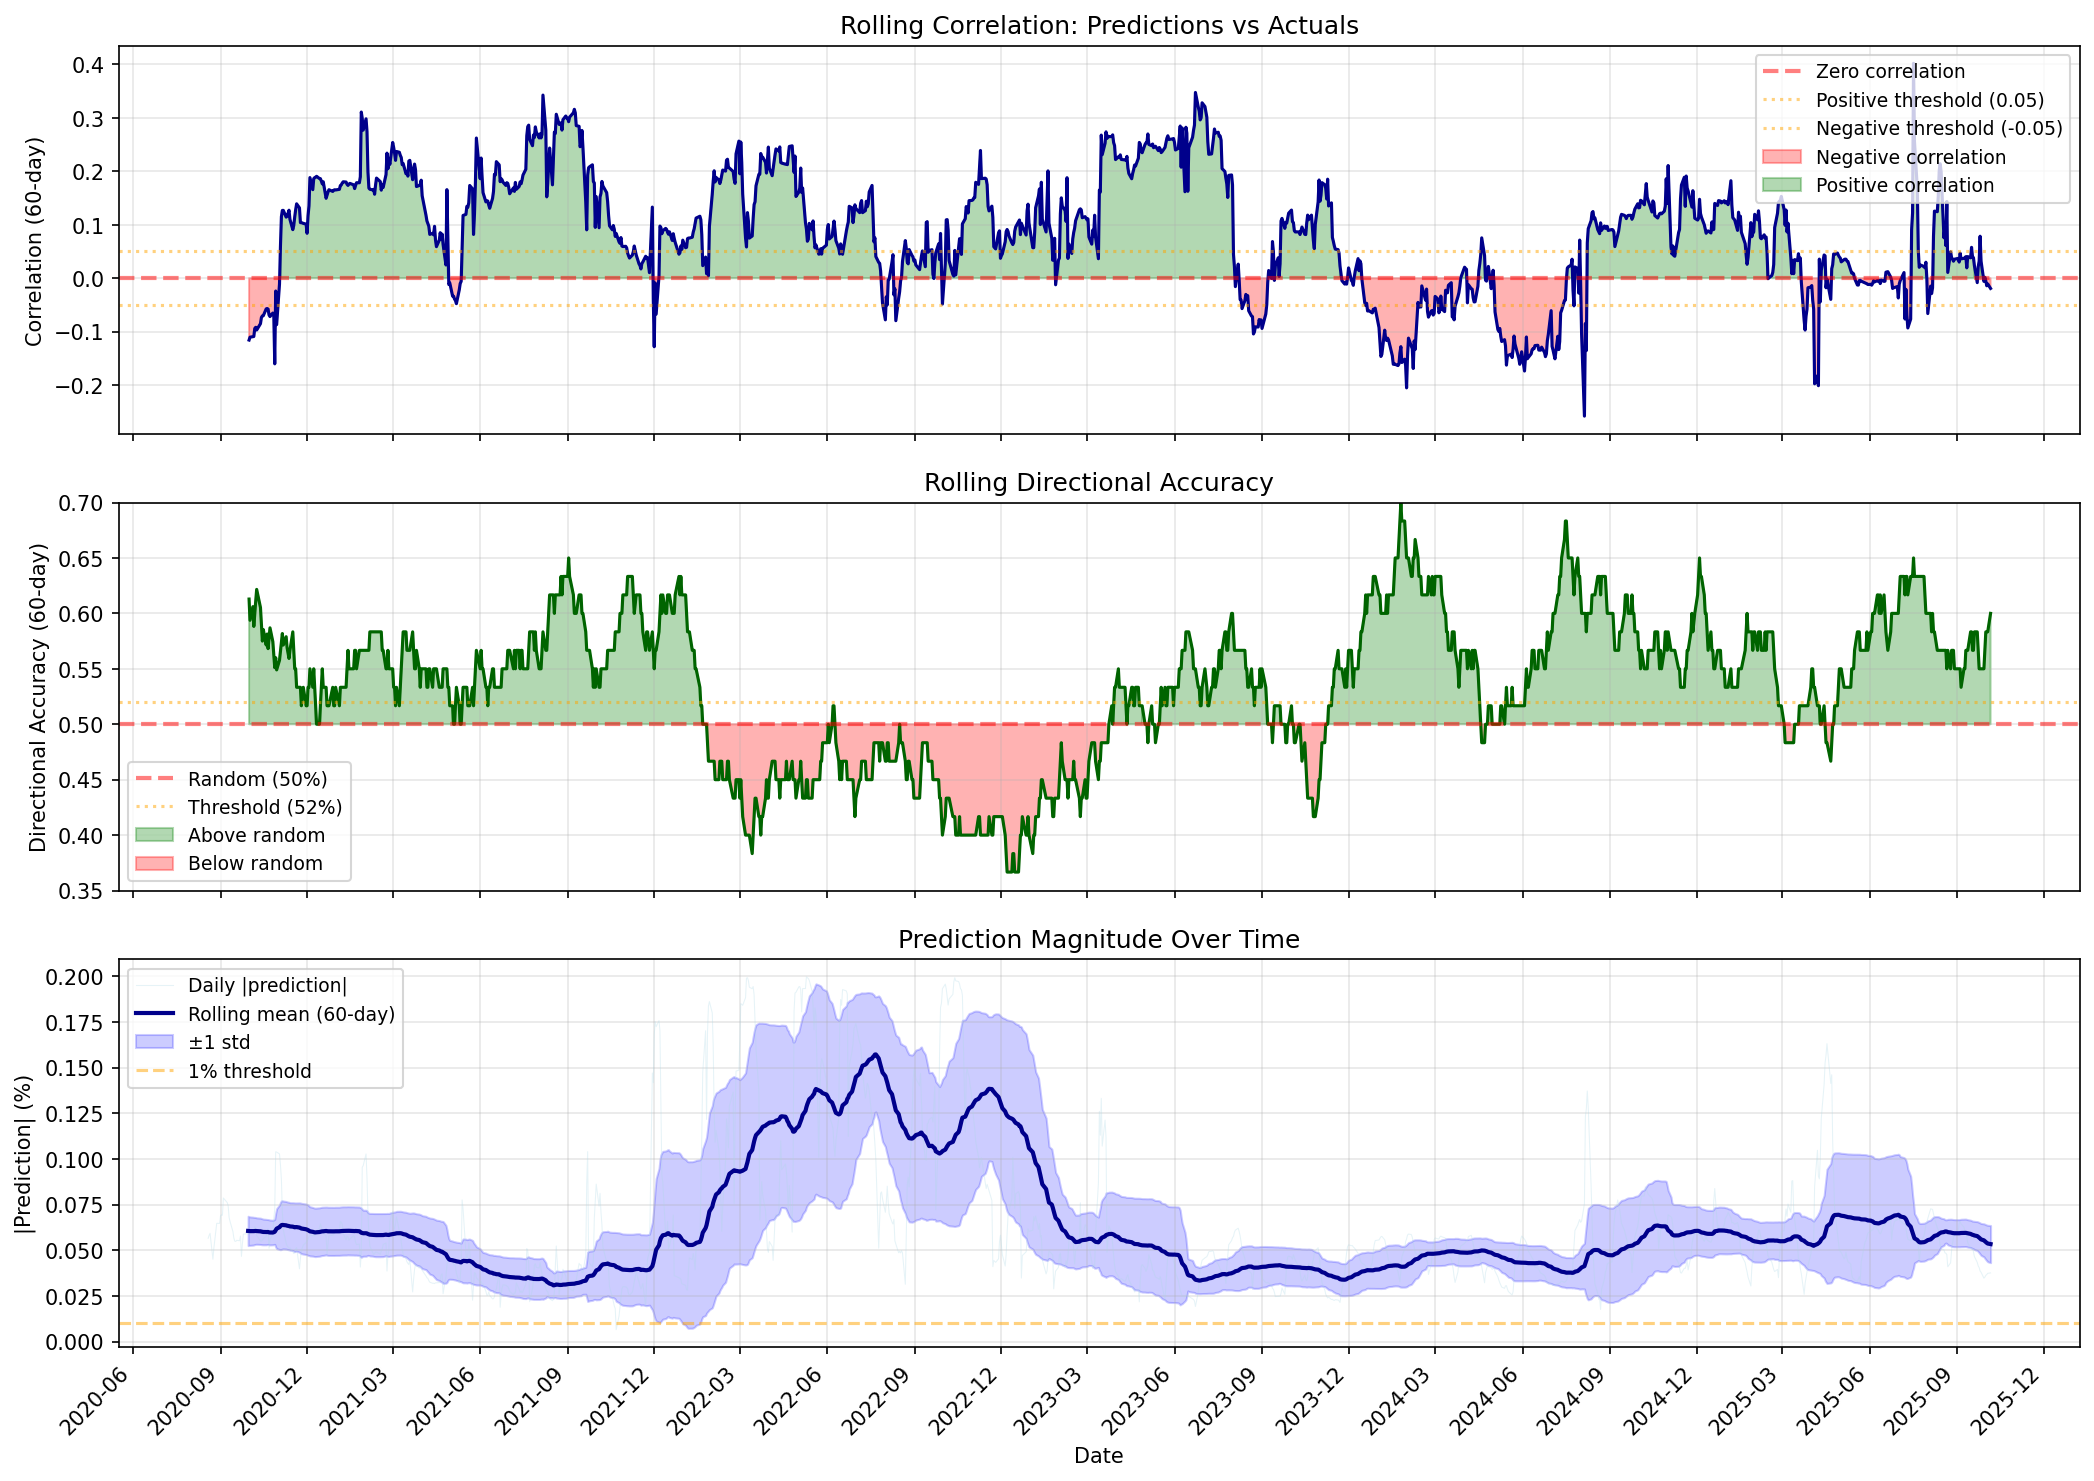 Rolling Correlation: Predictions vs Actuals
Correlation (60-day)
0.4
0.3
0.2
0.1
0.0
−0.1
−0.2
Zero correlation
Positive threshold (0.05)
Negative threshold (-0.05)
Negative correlation
Positive correlation
Rolling Directional Accuracy
Directional Accuracy (60-day)
0.70
0.65
0.60
0.55
0.50
0.45
0.40
0.35
Random (50%)
Threshold (52%)
Above random
Below random
Prediction Magnitude Over Time
|Prediction| (%)
0.200
0.175
0.150
0.125
0.100
0.075
0.050
0.025
0.000
Daily |prediction|
Rolling mean (60-day)
±1 std
1% threshold
2020-06
2020-09
2020-12
2021-03
2021-06
2021-09
2021-12
2022-03
2022-06
2022-09
2022-12
2023-03
2023-06
2023-09
2023-12
2024-03
2024-06
2024-09
2024-12
2025-03
2025-06
2025-09
2025-12
Date